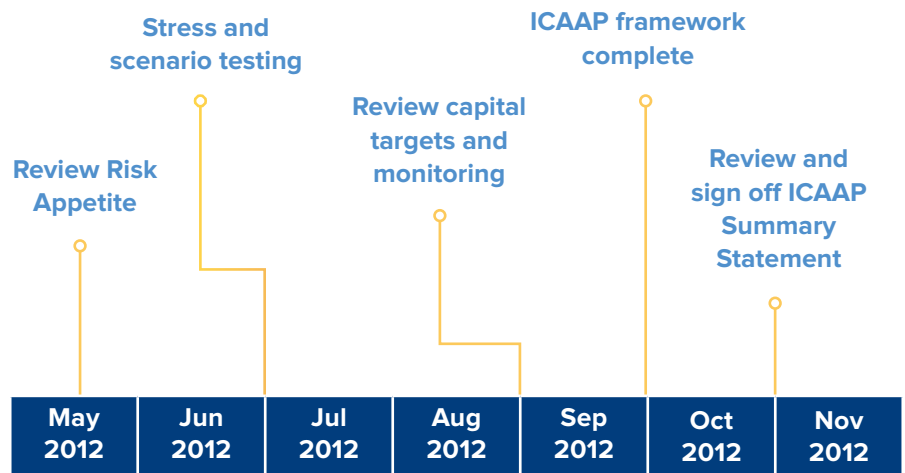 Stress and
scenario testing
ICAAP framework
complete
Review capital
targets and
monitoring
Review Risk
Appetite
Review and
sign off ICAAP
Summary
Statement
May
2012
Jun
2012
Jul
2012
Aug
2012
Sep
2012
Oct
2012
Nov
2012